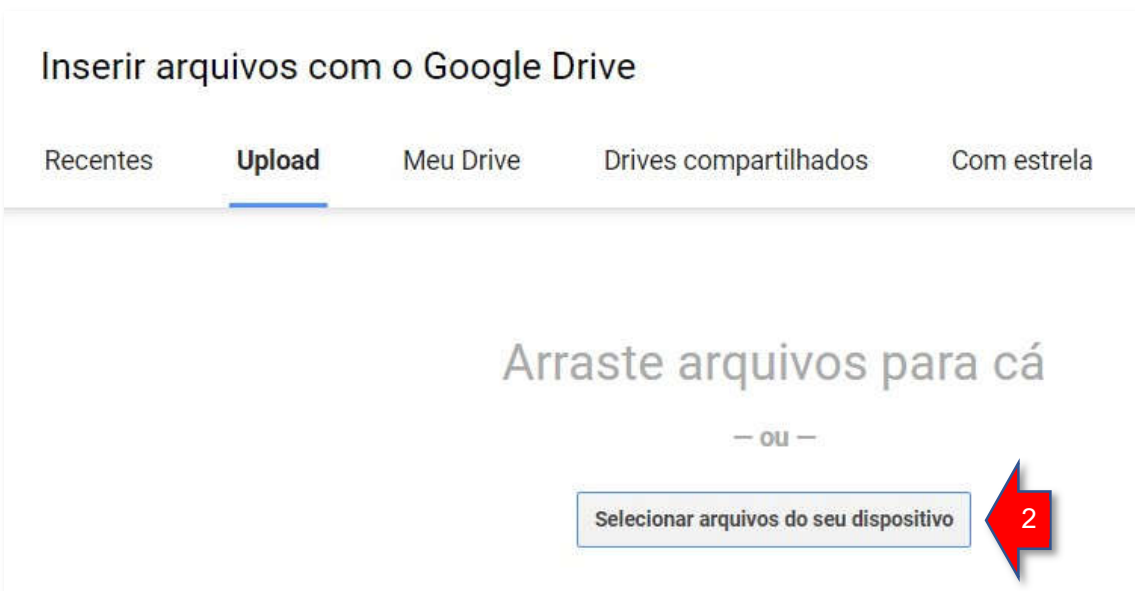 Inserir arquivos com o Google Drive
Recentes Upload Meu Drive Drives compartilhados Com estrela
Arraste arquivos para cá
— ou —
Selecionar arquivos do seu dispositivo 2